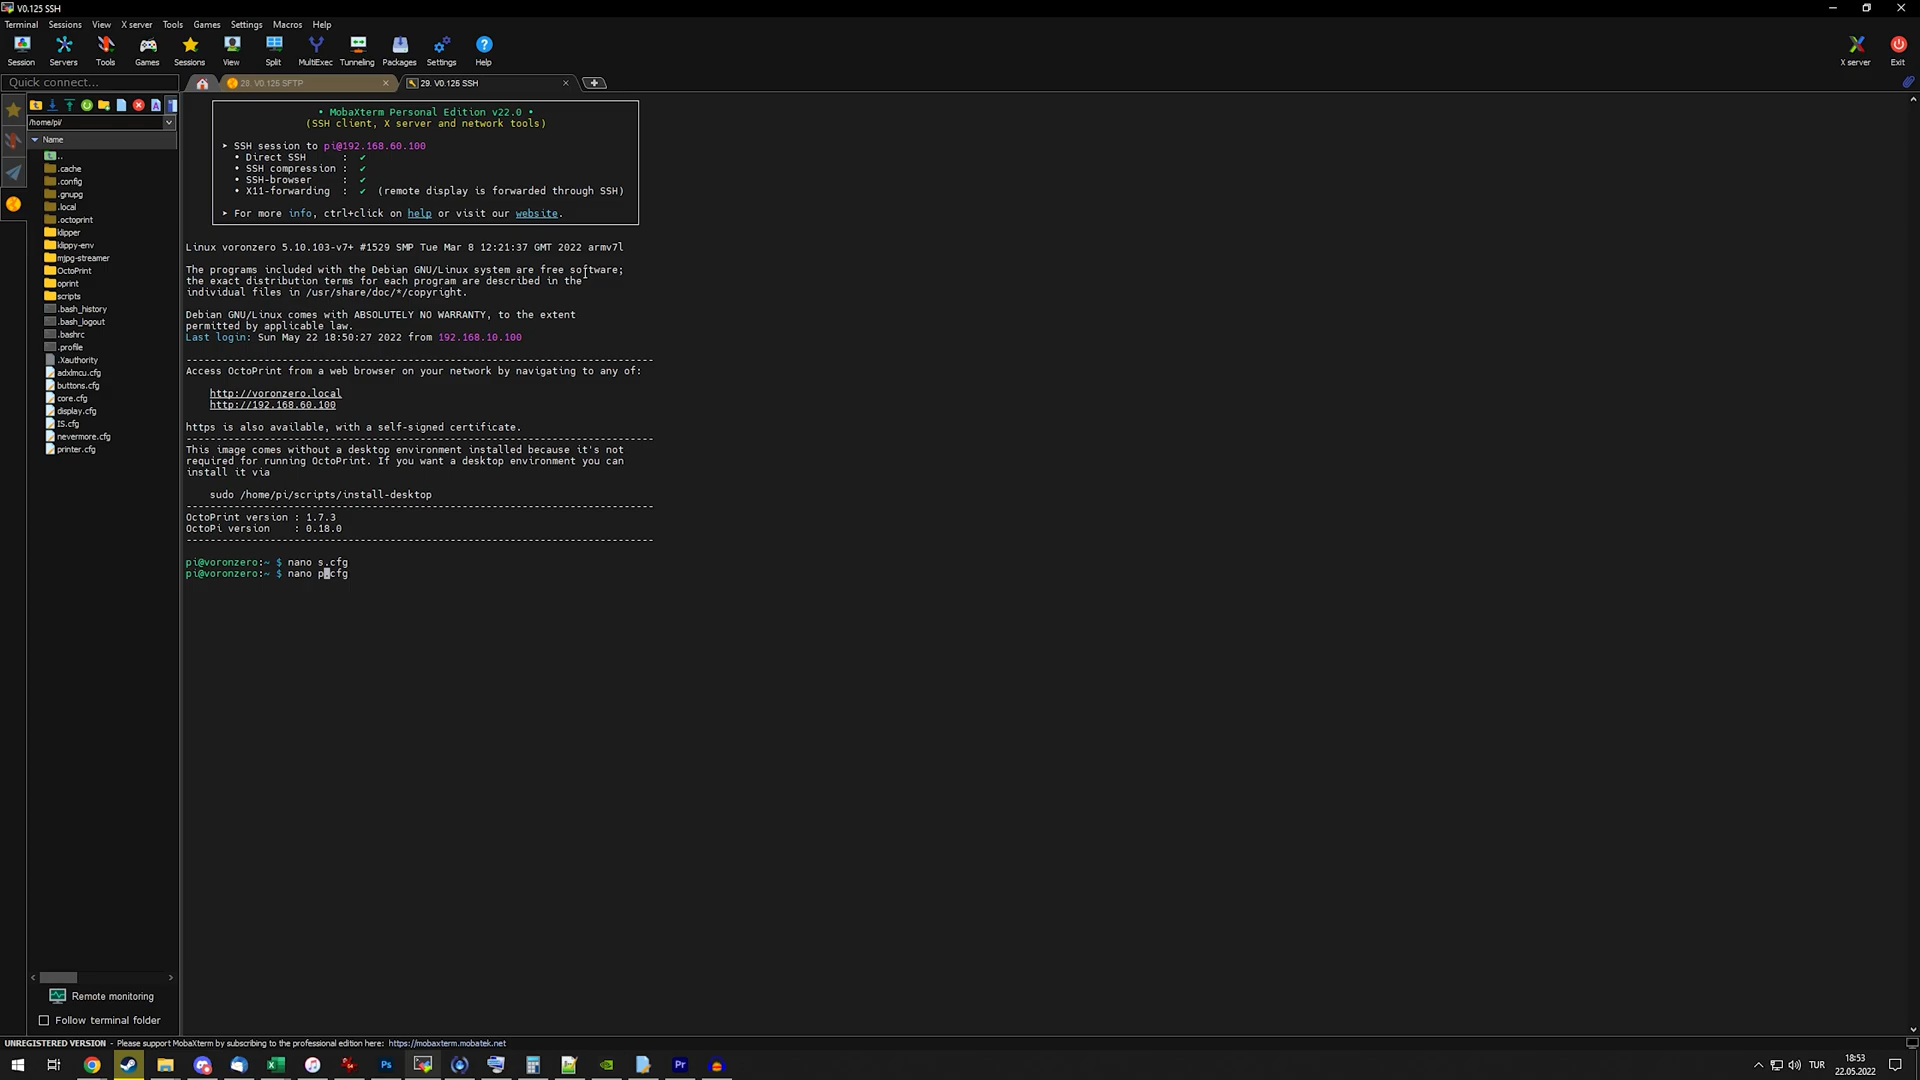 V0.125 SSH
Terminal Sessions View X server Tools Games Settings Macros Help
Session Servers Tools Games Sessions View Split MultiExec Tunneling Packages Settings Help X server Exit
Quick connect...
28. V0.125 SFTP
29. V0.125 SSH
/home/pi/
Name
..
.cache
.config
.gnupg
.local
.octoprint
klipper
klippy-env
mjpg-streamer
OctoPrint
oprint
scripts
.bash_history
.bash_logout
.bashrc
.profile
.Xauthority
adxlmcu.cfg
buttons.cfg
core.cfg
display.cfg
IS.cfg
nevermore.cfg
printer.cfg
Remote monitoring
Follow terminal folder
• MobaXterm Personal Edition v22.0 •
(SSH client, X server and network tools)
➤ SSH session to pi@192.168.60.100
• Direct SSH : ✔
• SSH compression : ✔
• SSH-browser : ✔
• X11-forwarding : ✔ (remote display is forwarded through SSH)
➤ For more info, ctrl+click on help or visit our website.
Linux voronzero 5.10.103-v7+ #1529 SMP Tue Mar 8 12:21:37 GMT 2022 armv7l
The programs included with the Debian GNU/Linux system are free software;
the exact distribution terms for each program are described in the
individual files in /usr/share/doc/*/copyright.
Debian GNU/Linux comes with ABSOLUTELY NO WARRANTY, to the extent
permitted by applicable law.
Last login: Sun May 22 18:50:27 2022 from 192.168.10.100
------------------------------------------------------------------------------
Access OctoPrint from a web browser on your network by navigating to any of:
http://voronzero.local
http://192.168.60.100
https is also available, with a self-signed certificate.
------------------------------------------------------------------------------
This image comes without a desktop environment installed because it's not
required for running OctoPrint. If you want a desktop environment you can
install it via
sudo /home/pi/scripts/install-desktop
------------------------------------------------------------------------------
OctoPrint version : 1.7.3
OctoPi version : 0.18.0
------------------------------------------------------------------------------
pi@voronzero:~ $ nano s.cfg
pi@voronzero:~ $ nano p.cfg
UNREGISTERED VERSION - Please support MobaXterm by subscribing to the professional edition here: https://mobaxterm.mobatek.net
Ps
Pr
TUR
18:53
22.05.2022